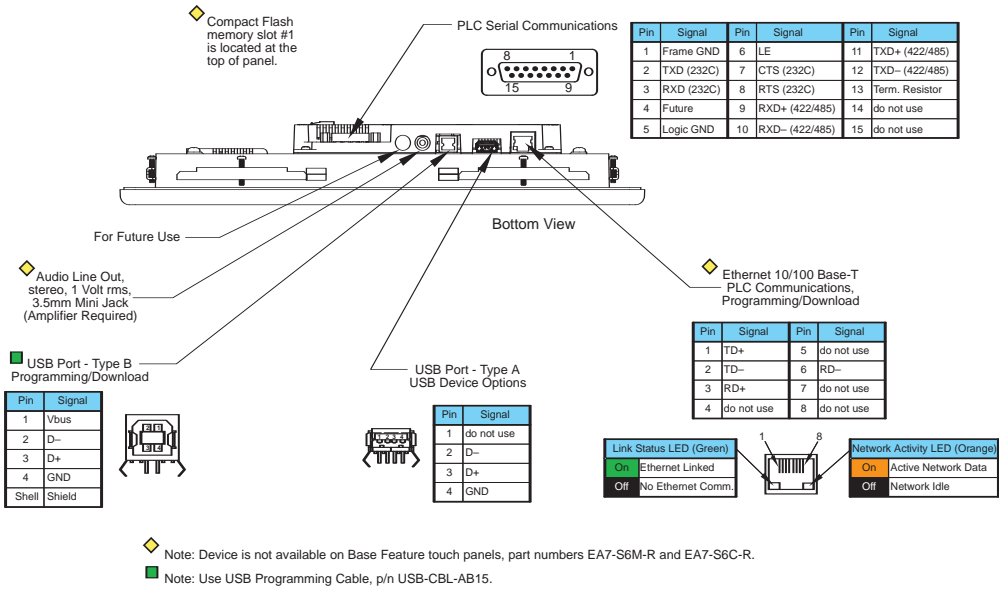 Compact Flash
memory slot #1
is located at the
top of panel.
PLC Serial Communications
8 1
15 9
Pin Signal Pin Signal Pin Signal
1 Frame GND 6 LE 11 TXD+ (422/485)
2 TXD (232C) 7 CTS (232C) 12 TXD– (422/485)
3 RXD (232C) 8 RTS (232C) 13 Term. Resistor
4 Future 9 RXD+ (422/485) 14 do not use
5 Logic GND 10 RXD– (422/485) 15 do not use
Bottom View
For Future Use
Audio Line Out,
stereo, 1 Volt rms,
3.5mm Mini Jack
(Amplifier Required)
Ethernet 10/100 Base-T
PLC Communications,
Programming/Download
Pin Signal Pin Signal
1 TD+ 5 do not use
2 TD– 6 RD–
3 RD+ 7 do not use
4 do not use 8 do not use
USB Port - Type B
Programming/Download
Pin Signal
1 Vbus
2 D–
3 D+
4 GND
Shell Shield
2 1
3 4
USB Port - Type A
USB Device Options
1 2 3 4
Pin Signal
1 do not use
2 D–
3 D+
4 GND
Link Status LED (Green)
On Ethernet Linked
Off No Ethernet Comm.
1 8
Network Activity LED (Orange)
On Active Network Data
Off Network Idle
Note: Device is not available on Base Feature touch panels, part numbers EA7-S6M-R and EA7-S6C-R.
Note: Use USB Programming Cable, p/n USB-CBL-AB15.